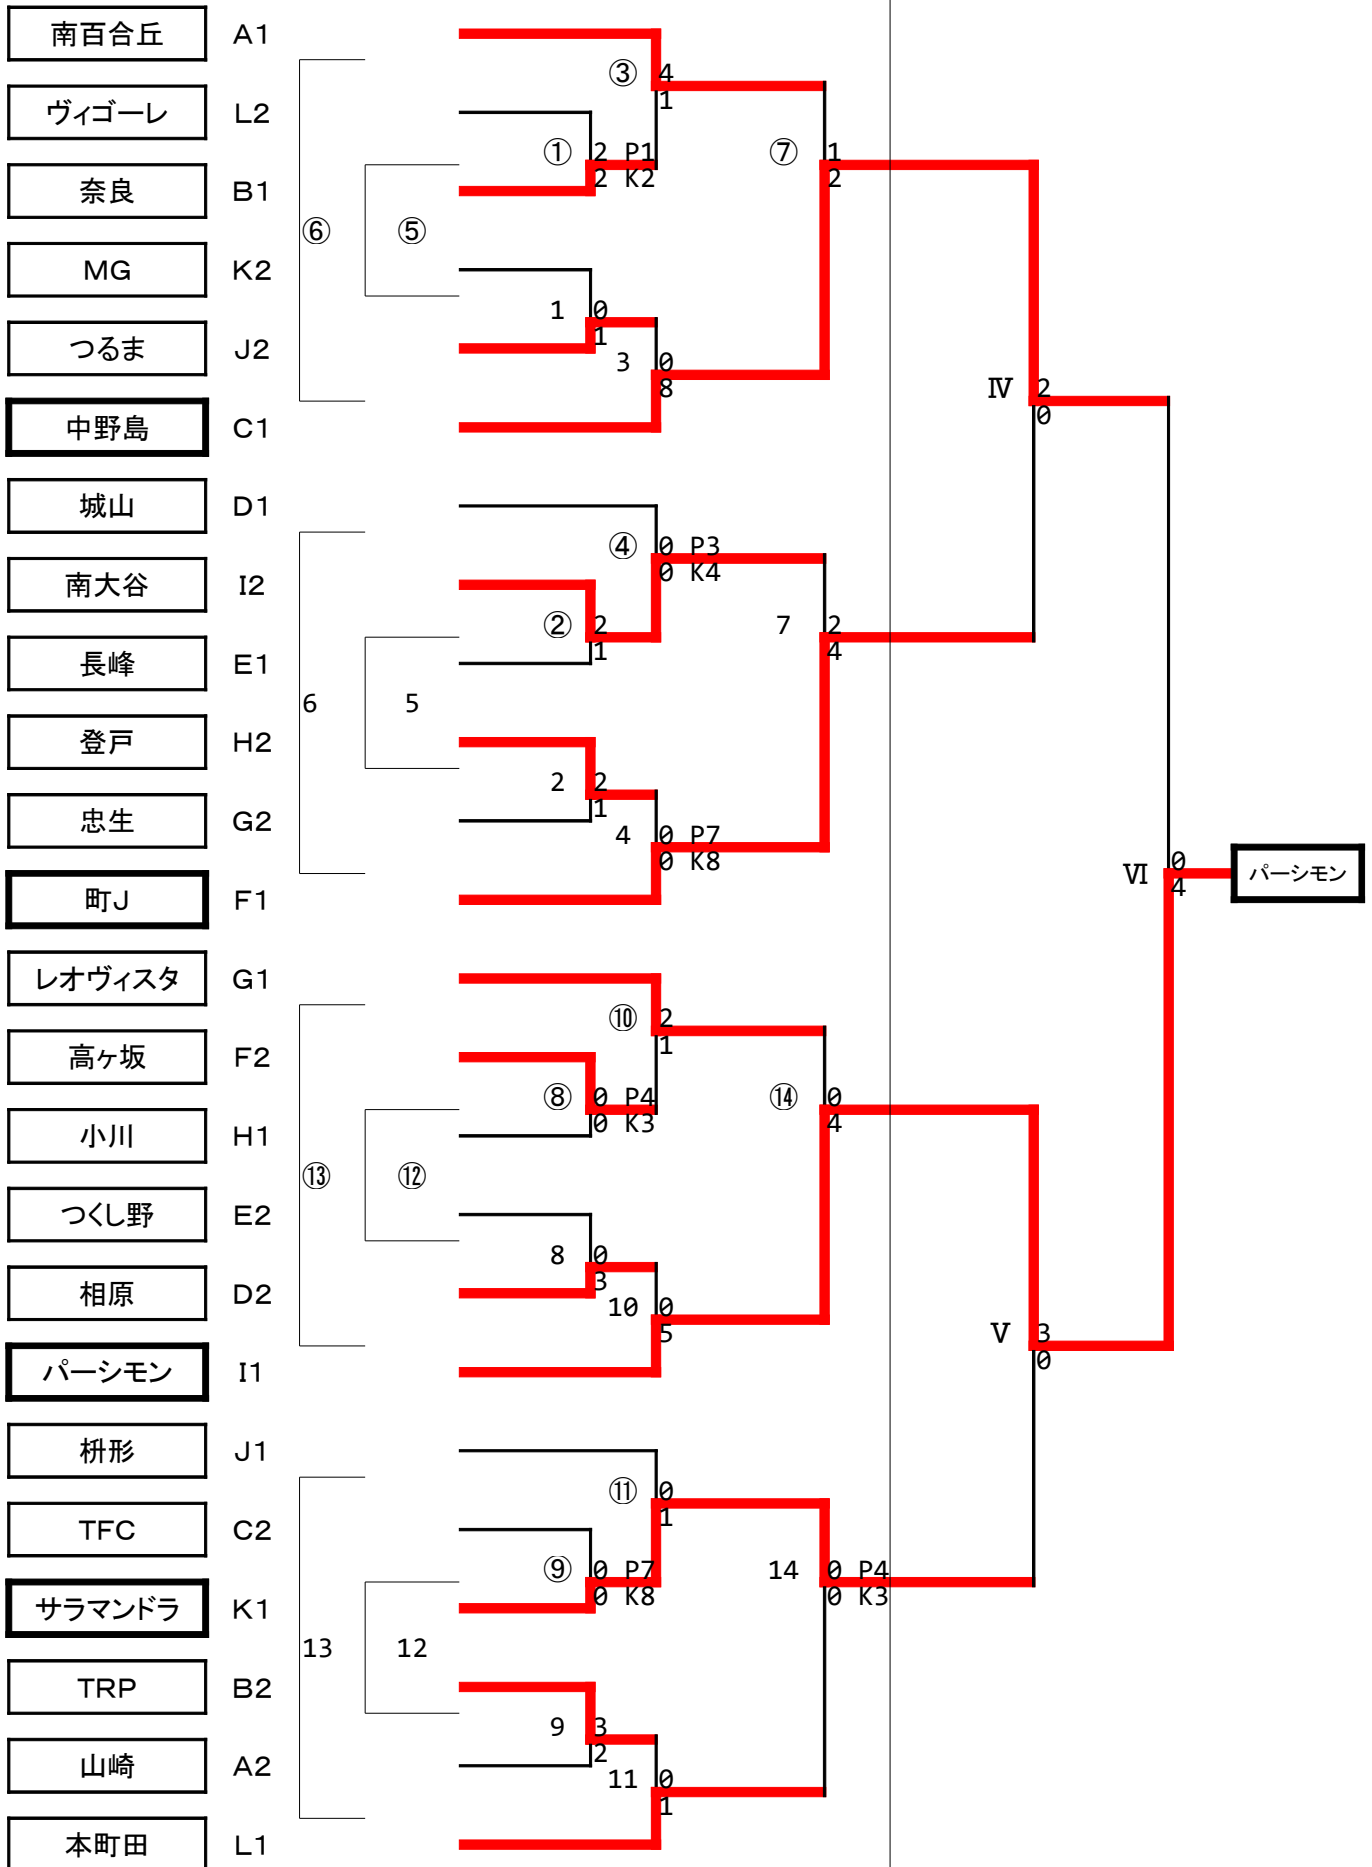 南百合丘 A1
③ 4
1
ヴィゴーレ L2
① 2 P1
2 K2
⑦ 1
2
奈良 B1
⑥ ⑤
MG K2
1 0
1
つるま J2
3 0
8
Ⅳ 2
0
中野島 C1
城山 D1
④ 0 P3
0 K4
南大谷 I2
② 2
1
7 2
4
長峰 E1
6 5
登戸 H2
2 2
1
忠生 G2
4 0 P7
0 K8
Ⅵ 0
4
パーシモン
町J F1
レオヴィスタ G1
⑩ 2
1
高ヶ坂 F2
⑧ 0 P4
0 K3
⑭ 0
4
小川 H1
⑬ ⑫
つくし野 E2
8 0
3
相原 D2
10 0
5
Ⅴ 3
0
パーシモン I1
枡形 J1
⑪ 0
1
TFC C2
⑨ 0 P7
0 K8
14 0 P4
0 K3
サラマンドラ K1
13 12
TRP B2
9 3
2
山崎 A2
11 0
1
本町田 L1